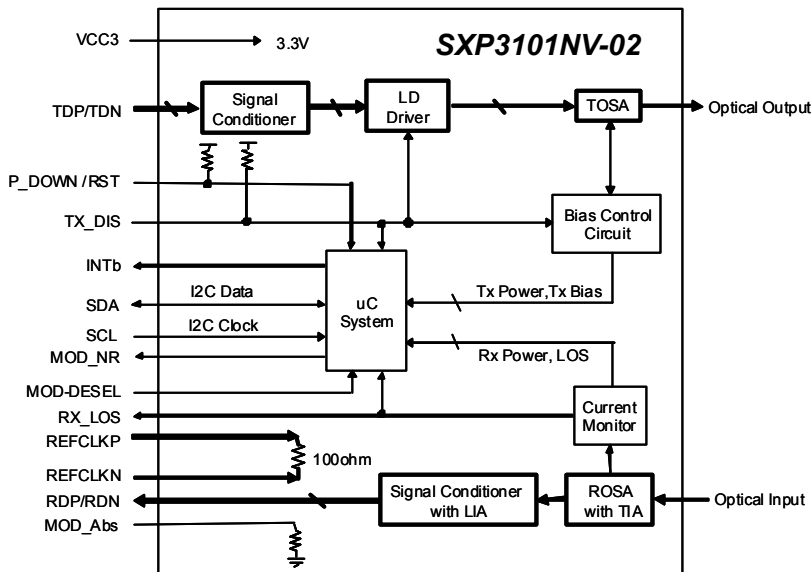 VCC3
3.3V
SXP3101NV-02
TDP/TDN
Signal
Conditioner
LD
Driver
TOSA
Optical Output
P_DOWN /RST
TX_DIS
Bias Control
Circuit
INTb
uC
System
Tx Power,Tx Bias
SDA
I2C Data
SCL
I2C Clock
MOD_NR
Rx Power, LOS
MOD-DESEL
RX_LOS
Current
Monitor
REFCLKP
100ohm
REFCLKN
RDP/RDN
Signal Conditioner
with LIA
ROSA
with TIA
Optical Input
MOD_Abs